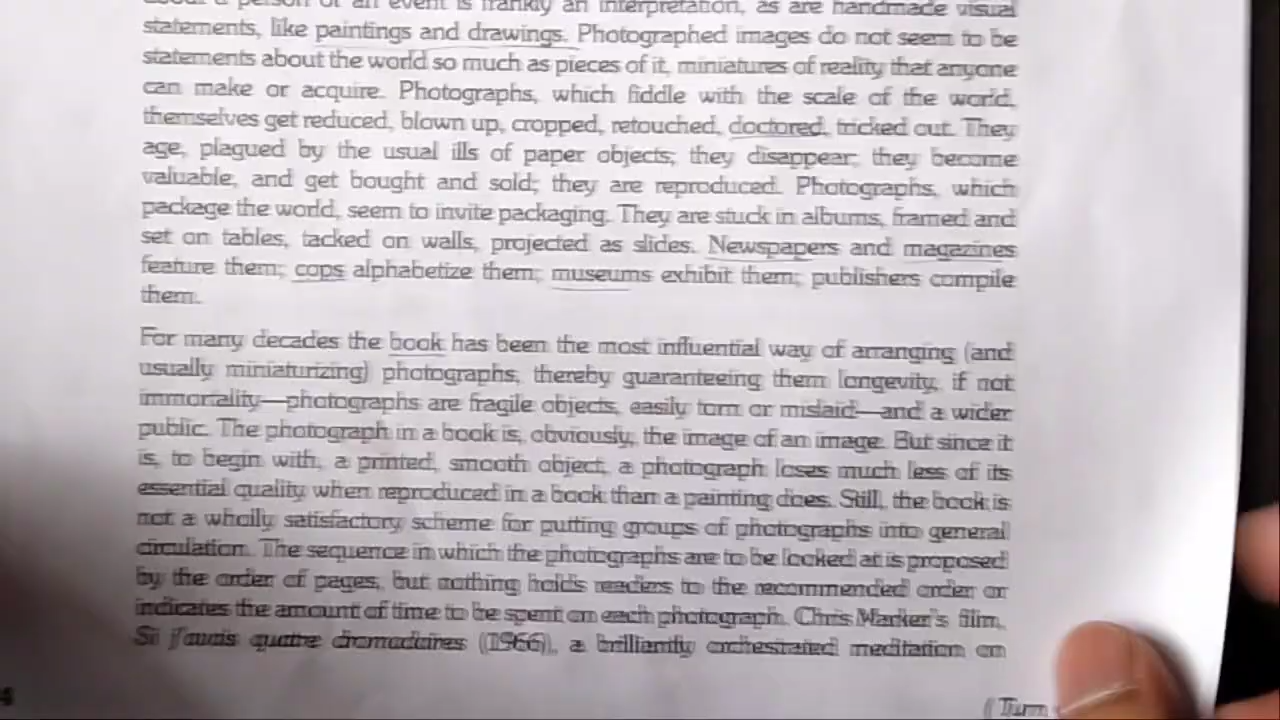 about a person or an event is frankly an interpretation, as are handmade visual
statements, like paintings and drawings. Photographed images do not seem to be
statements about the world so much as pieces of it, miniatures of reality that anyone
can make or acquire. Photographs, which fiddle with the scale of the world,
themselves get reduced, blown up, cropped, retouched, doctored, tricked out. They
age, plagued by the usual ills of paper objects; they disappear; they become
valuable, and get bought and sold; they are reproduced. Photographs, which
package the world, seem to invite packaging. They are stuck in albums, framed and
set on tables, tacked on walls, projected as slides. Newspapers and magazines
feature them; cops alphabetize them; museums exhibit them; publishers compile
them.
For many decades the book has been the most influential way of arranging (and
usually miniaturizing) photographs, thereby guaranteeing them longevity, if not
immortality—photographs are fragile objects, easily torn or mislaid—and a wider
public. The photograph in a book is, obviously, the image of an image. But since it
is, to begin with, a printed, smooth object, a photograph loses much less of its
essential quality when reproduced in a book than a painting does. Still, the book is
not a wholly satisfactory scheme for putting groups of photographs into general
circulation. The sequence in which the photographs are to be looked at is proposed
by the order of pages, but nothing holds readers to the recommended order or
indicates the amount of time to be spent on each photograph. Chris Marker's film,
Si j'avais quatre dromadaires (1966), a brilliantly orchestrated meditation on
4
( Turn